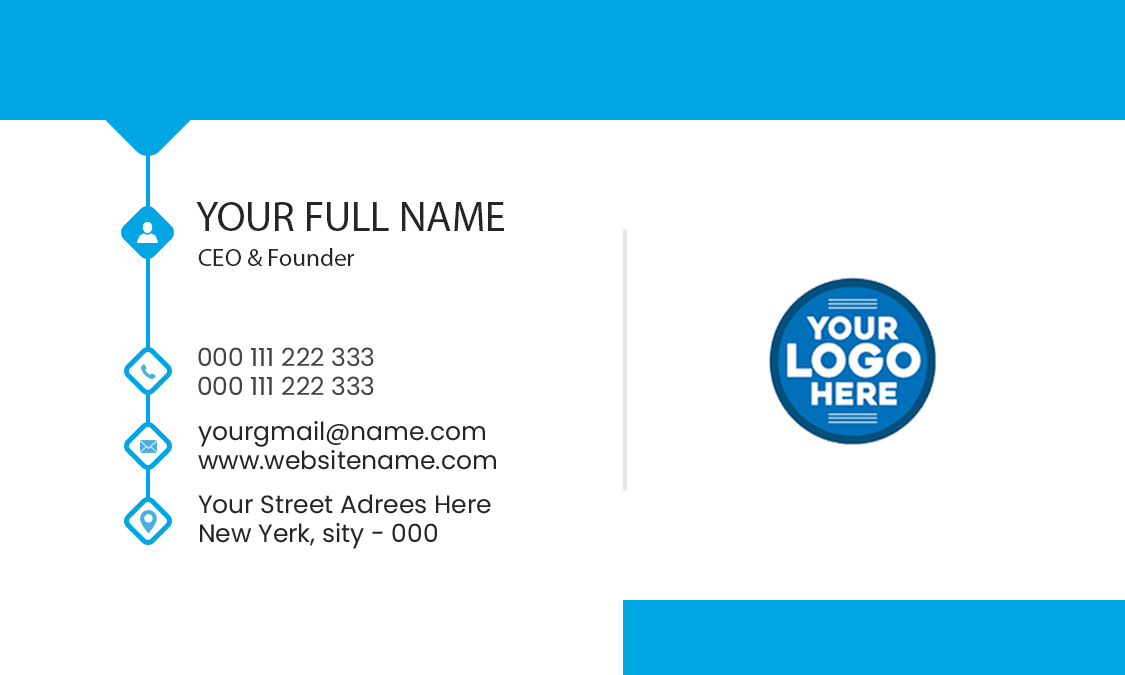 YOUR FULL NAME
CEO & Founder
000 111 222 333
000 111 222 333
yourgmail@name.com
www.websitename.com
Your Street Adrees Here
New Yerk, sity - 000
YOUR
LOGO
HERE